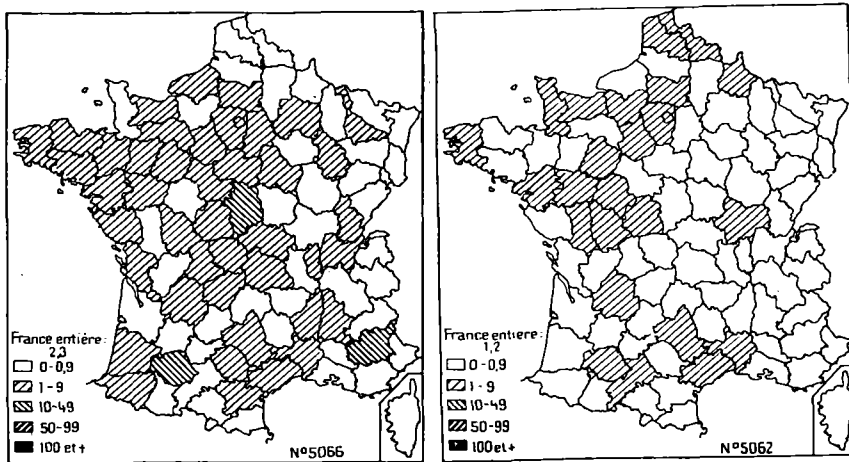 France entière:
2,3
0-0,9
1-9
10-49
50-99
100 et +
N°5066
France entière:
1,2
0-0,9
1-9
10-49
50-99
100 et +
N°5062